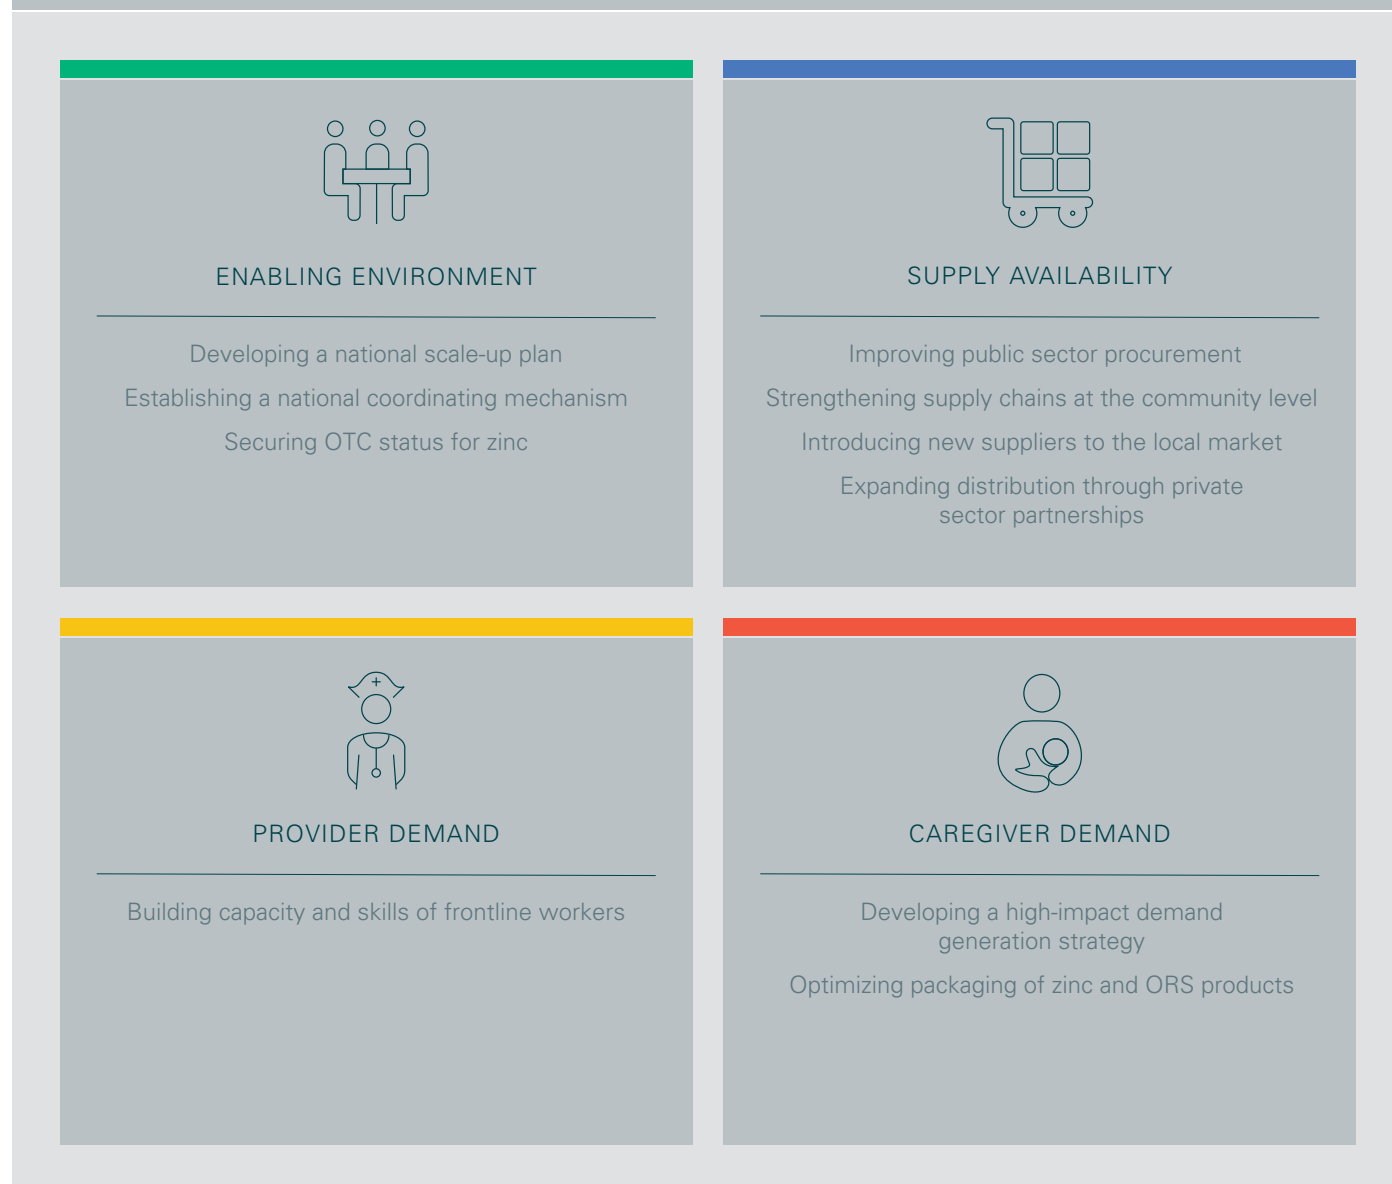 ENABLING ENVIRONMENT
Developing a national scale-up plan
Establishing a national coordinating mechanism
Securing OTC status for zinc
SUPPLY AVAILABILITY
Improving public sector procurement
Strengthening supply chains at the community level
Introducing new suppliers to the local market
Expanding distribution through private
sector partnerships
PROVIDER DEMAND
Building capacity and skills of frontline workers
CAREGIVER DEMAND
Developing a high-impact demand
generation strategy
Optimizing packaging of zinc and ORS products